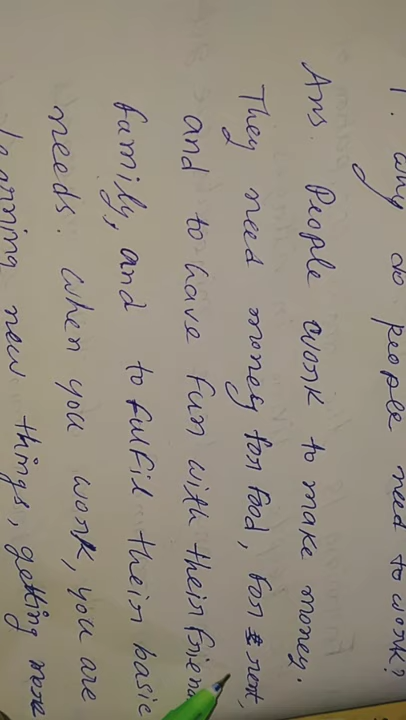 1. Why do people need to work?
Ans. People work to make money.
They need money for food, for rent,
and to have fun with their
family, and to fulfil their basic
needs. When you work, you are
learning new things, getting more